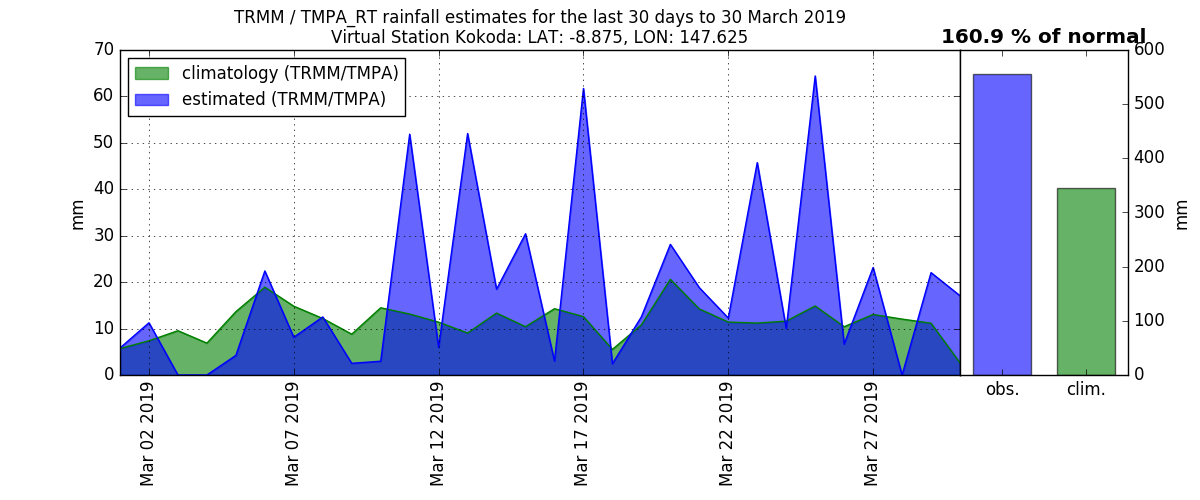 TRMM / TMPA_RT rainfall estimates for the last 30 days to 30 March 2019
Virtual Station Kokoda: LAT: -8.875, LON: 147.625
160.9 % of normal
climatology (TRMM/TMPA)
estimated (TRMM/TMPA)
70
60
50
40
30
20
10
0
mm
Mar 02 2019
Mar 07 2019
Mar 12 2019
Mar 17 2019
Mar 22 2019
Mar 27 2019
600
500
400
300
200
100
0
mm
obs.
clim.